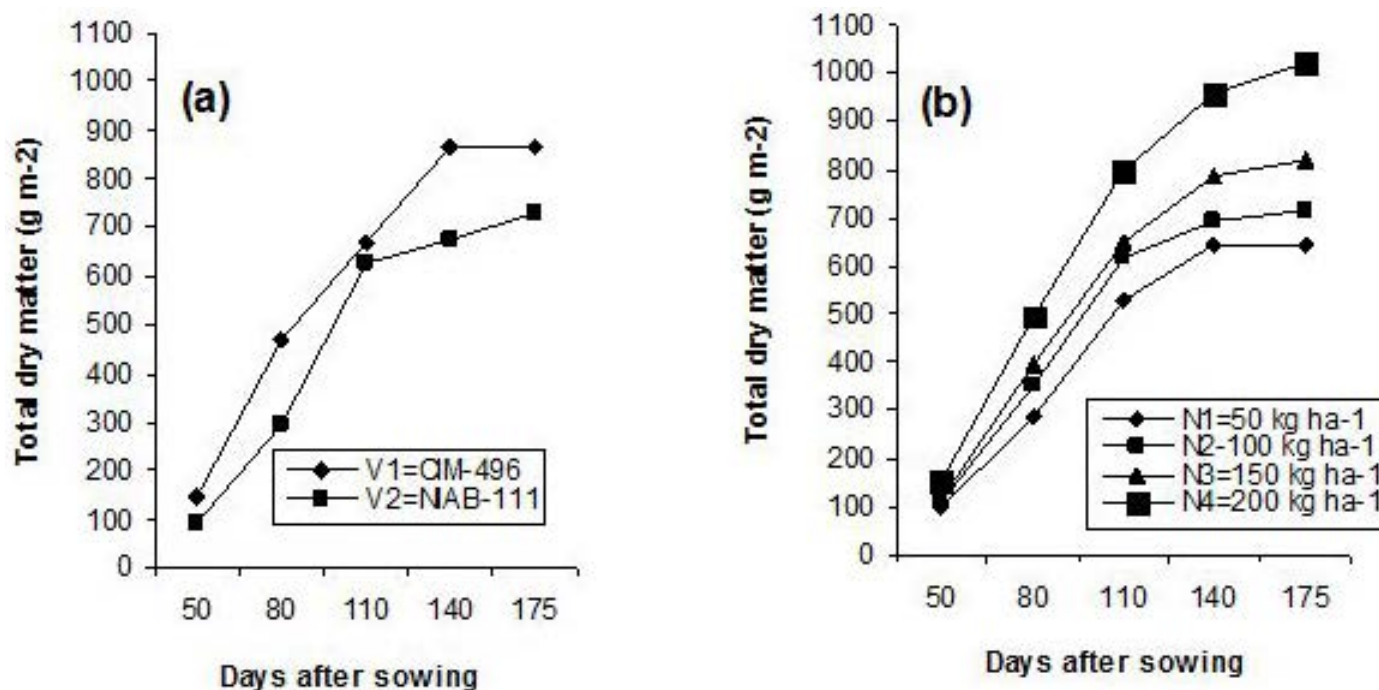 1100
1000
900
800
700
600
500
400
300
200
100
0
Total dry matter (g m-2)
(a)
V1=CIM-496
V2=NIAB-111
50 80 110 140 175
Days after sowing
1100
1000
900
800
700
600
500
400
300
200
100
0
Total dry matter (g m-2)
(b)
N1=50 kg ha-1
N2-100 kg ha-1
N3=150 kg ha-1
N4=200 kg ha-1
50 80 110 140 175
Days after sowing